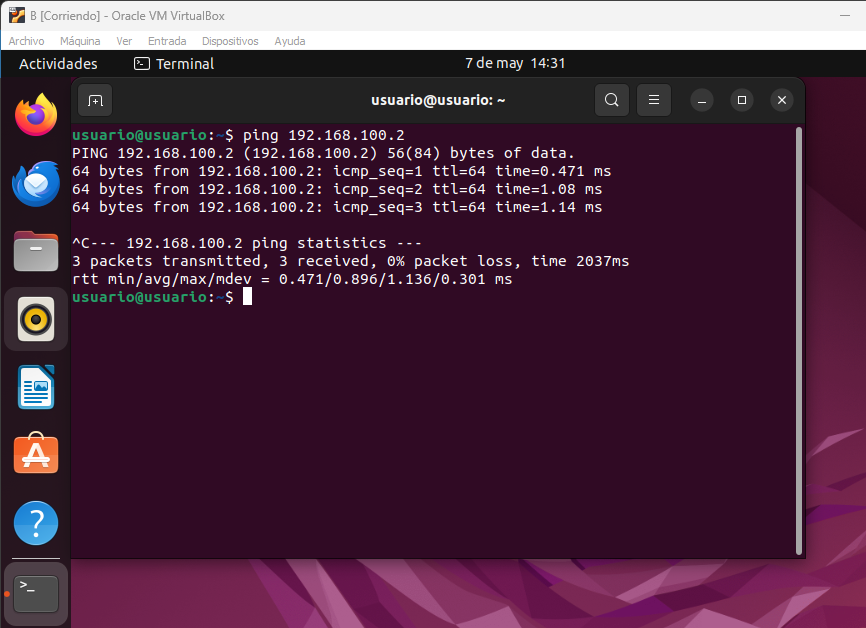 B [Corriendo] - Oracle VM VirtualBox
Archivo Máquina Ver Entrada Dispositivos Ayuda
Actividades Terminal 7 de may 14:31
usuario@usuario: ~
usuario@usuario:~$ ping 192.168.100.2
PING 192.168.100.2 (192.168.100.2) 56(84) bytes of data.
64 bytes from 192.168.100.2: icmp_seq=1 ttl=64 time=0.471 ms
64 bytes from 192.168.100.2: icmp_seq=2 ttl=64 time=1.08 ms
64 bytes from 192.168.100.2: icmp_seq=3 ttl=64 time=1.14 ms
^C--- 192.168.100.2 ping statistics ---
3 packets transmitted, 3 received, 0% packet loss, time 2037ms
rtt min/avg/max/mdev = 0.471/0.896/1.136/0.301 ms
usuario@usuario:~$